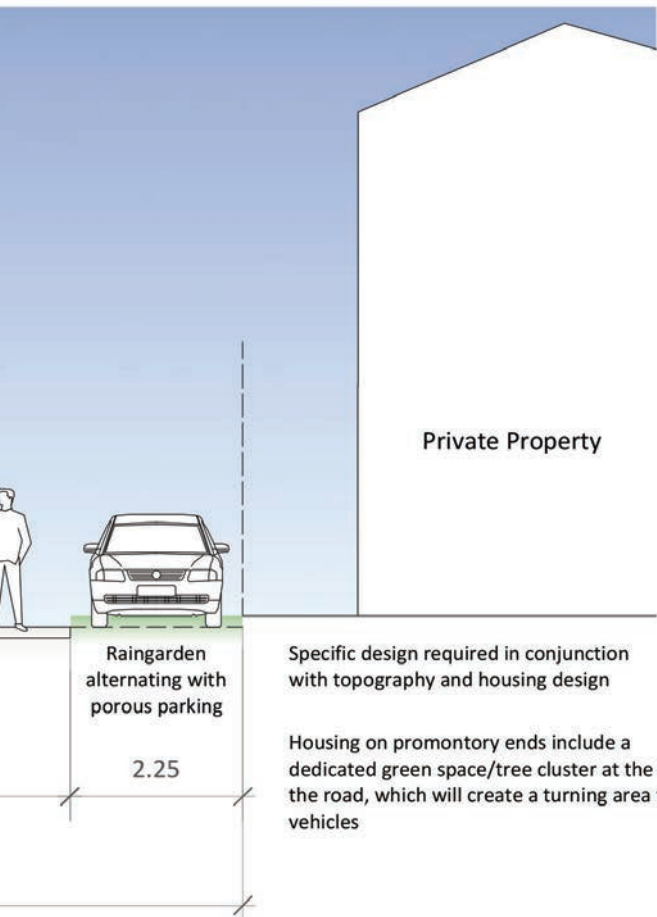 Private Property
Raingarden
alternating with
porous parking
2.25
Specific design required in conjunction
with topography and housing design
Housing on promontory ends include a
dedicated green space/tree cluster at the
the road, which will create a turning area
vehicles